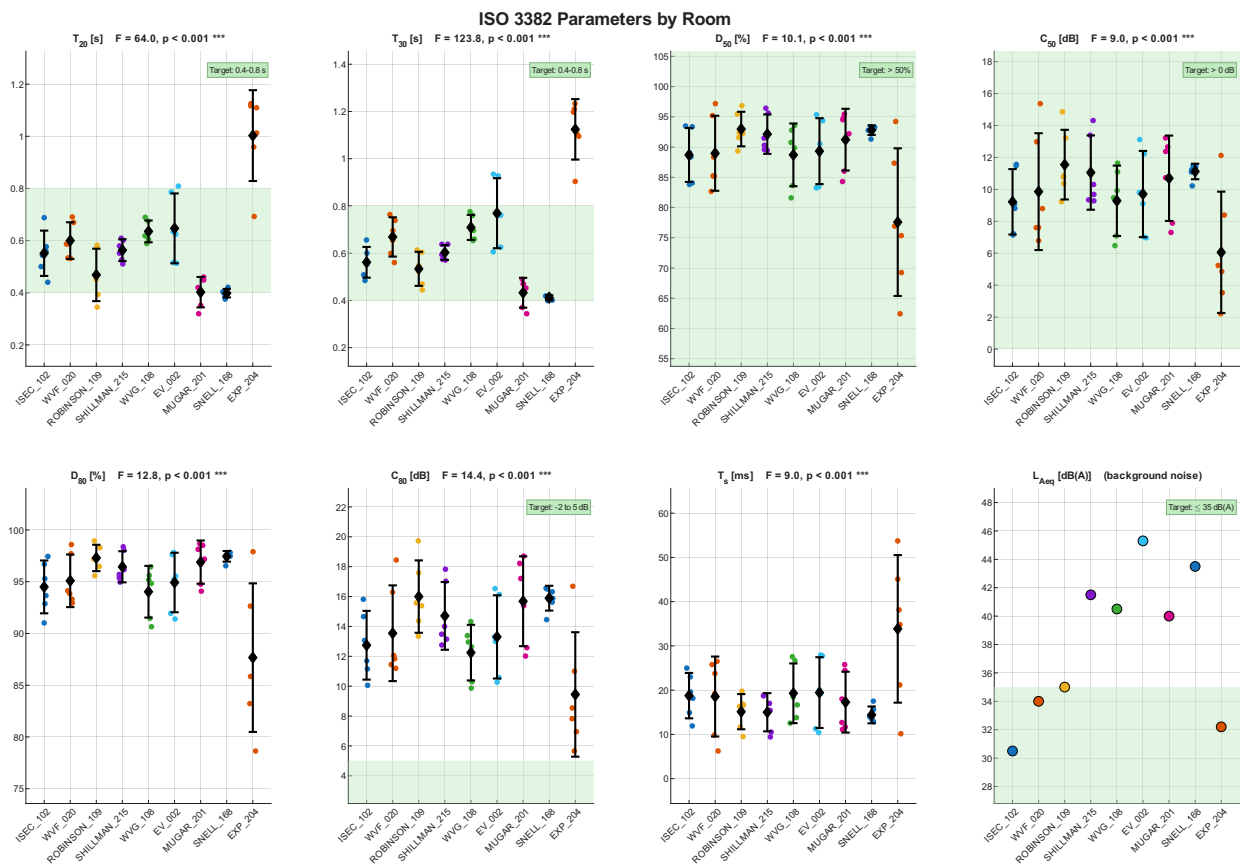 ISO 3382 Parameters by Room
T20 [s] F = 64.0, p < 0.001 ***
Target: 0.4-0.8 s
1.2
1
0.8
0.6
0.4
0.2
ISEC_102
WVF_020
ROBINSON_109
SHILLMAN_215
WVG_108
EV_002
MUGAR_201
SNELL_168
EXP_204
T30 [s] F = 123.8, p < 0.001 ***
Target: 0.4-0.8 s
1.4
1.2
1
0.8
0.6
0.4
0.2
ISEC_102
WVF_020
ROBINSON_109
SHILLMAN_215
WVG_108
EV_002
MUGAR_201
SNELL_168
EXP_204
D50 [%] F = 10.1, p < 0.001 ***
Target: > 50%
105
100
95
90
85
80
75
70
65
60
55
ISEC_102
WVF_020
ROBINSON_109
SHILLMAN_215
WVG_108
EV_002
MUGAR_201
SNELL_168
EXP_204
C50 [dB] F = 9.0, p < 0.001 ***
Target: > 0 dB
18
16
14
12
10
8
6
4
2
0
ISEC_102
WVF_020
ROBINSON_109
SHILLMAN_215
WVG_108
EV_002
MUGAR_201
SNELL_168
EXP_204
D80 [%] F = 12.8, p < 0.001 ***
100
95
90
85
80
75
ISEC_102
WVF_020
ROBINSON_109
SHILLMAN_215
WVG_108
EV_002
MUGAR_201
SNELL_168
EXP_204
C80 [dB] F = 14.4, p < 0.001 ***
Target: -2 to 5 dB
22
20
18
16
14
12
10
8
6
4
ISEC_102
WVF_020
ROBINSON_109
SHILLMAN_215
WVG_108
EV_002
MUGAR_201
SNELL_168
EXP_204
Ts [ms] F = 9.0, p < 0.001 ***
60
50
40
30
20
10
0
ISEC_102
WVF_020
ROBINSON_109
SHILLMAN_215
WVG_108
EV_002
MUGAR_201
SNELL_168
EXP_204
LAeq [dB(A)] (background noise)
Target: ≤ 35 dB(A)
48
46
44
42
40
38
36
34
32
30
28
ISEC_102
WVF_020
ROBINSON_109
SHILLMAN_215
WVG_108
EV_002
MUGAR_201
SNELL_168
EXP_204